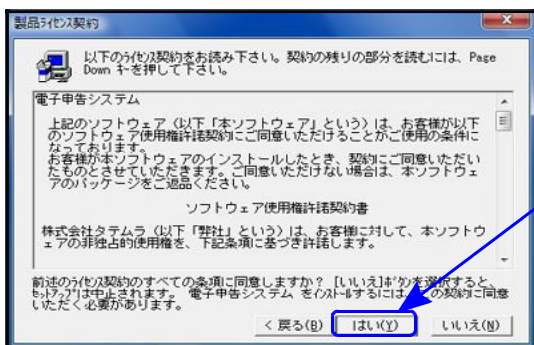 製品ﾗｲｾﾝｽ契約
以下のﾗｲｾﾝｽ契約をお読み下さい。契約の残りの部分を読むには、Page
Down キーを押して下さい。
電子申告システム
上記のソフトウェア（以下「本ソフトウェア」という）は、お客様が以下
のソフトウェア使用権許諾契約にご同意いただけることがご使用の条件に
なっております。
お客様が本ソフトウェアのインストールしたとき、契約にご同意いただい
たものとさせていただきます。ご同意いただけない場合は、本ソフトウェ
アのパッケージをご返品ください。
ソフトウェア使用権許諾契約書
株式会社タテムラ（以下「弊社」という）は、お客様に対して、本ソフトウ
ェアの非独占的使用権を、下記条項に基づき許諾します。
前述のﾗｲｾﾝｽ契約のすべての条項に同意しますか？ [いいえ]ﾎﾞﾀﾝを選択すると、
ｾｯﾄｱｯﾌﾟは中止されます。 電子申告システム をｲﾝｽﾄｰﾙするには、この契約に同意
いただく必要があります。
< 戻る(B) はい(Y) いいえ(N)